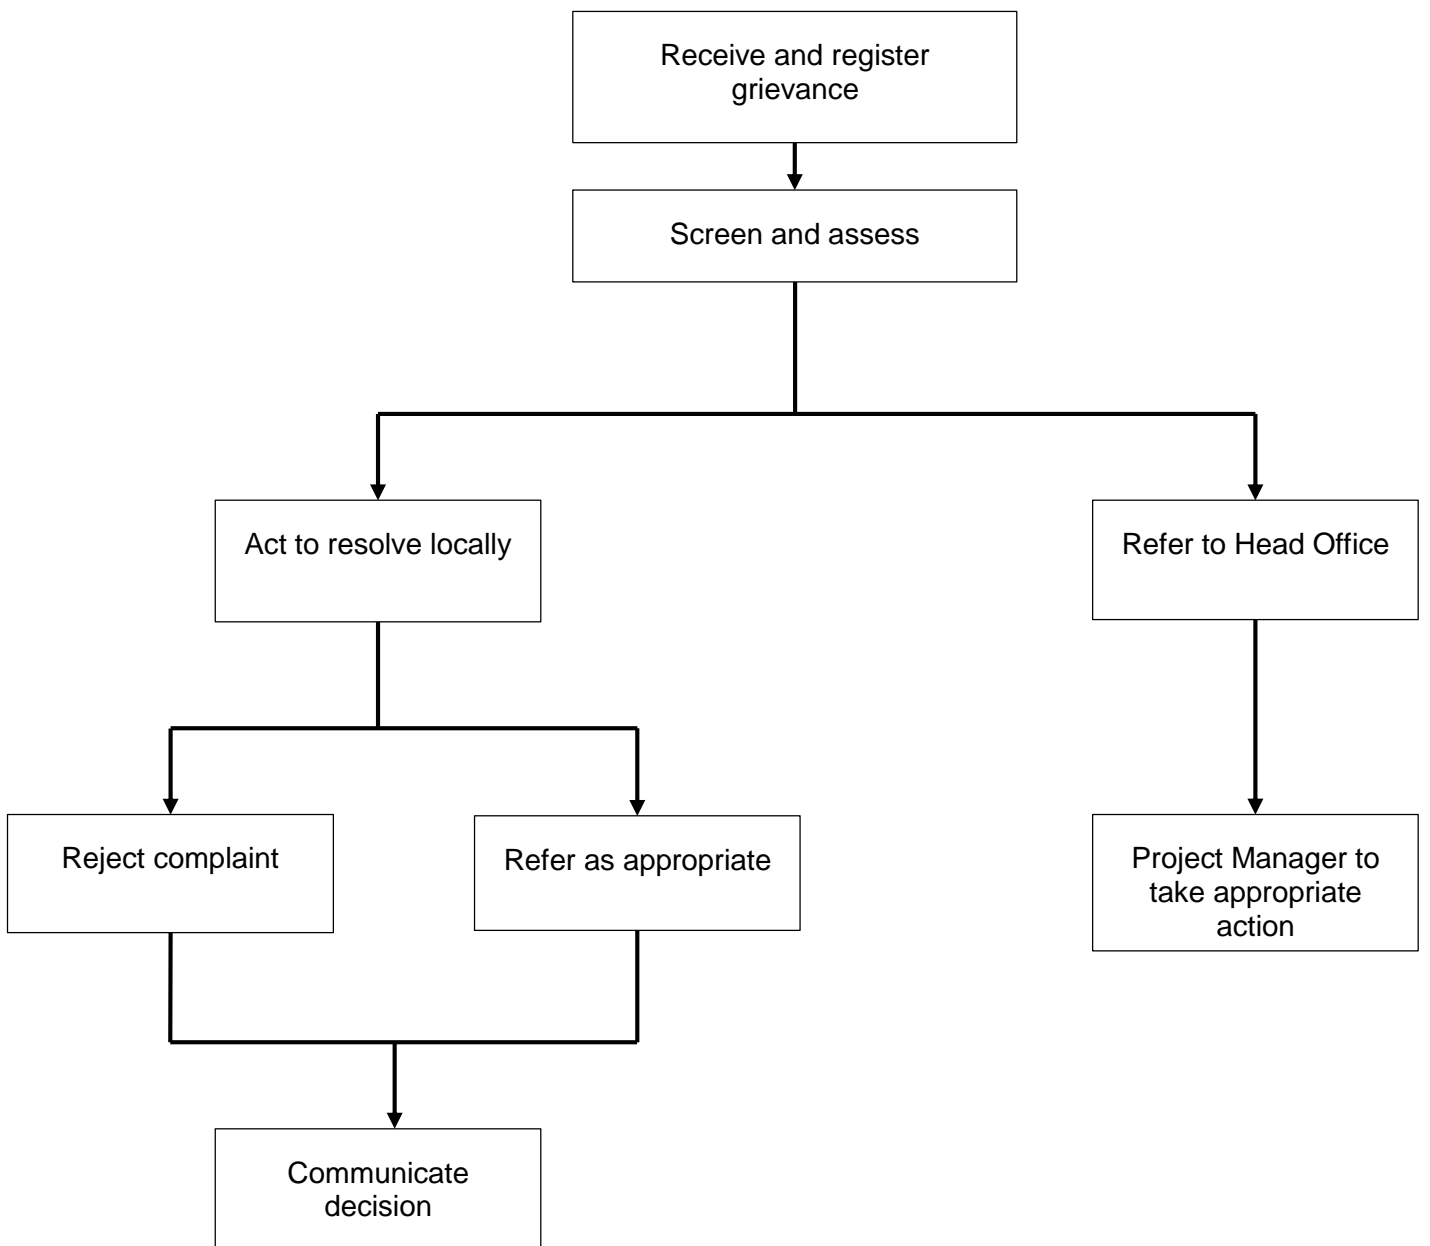 Receive and register
grievance
Screen and assess
Act to resolve locally
Refer to Head Office
Reject complaint
Refer as appropriate
Project Manager to
take appropriate
action
Communicate
decision